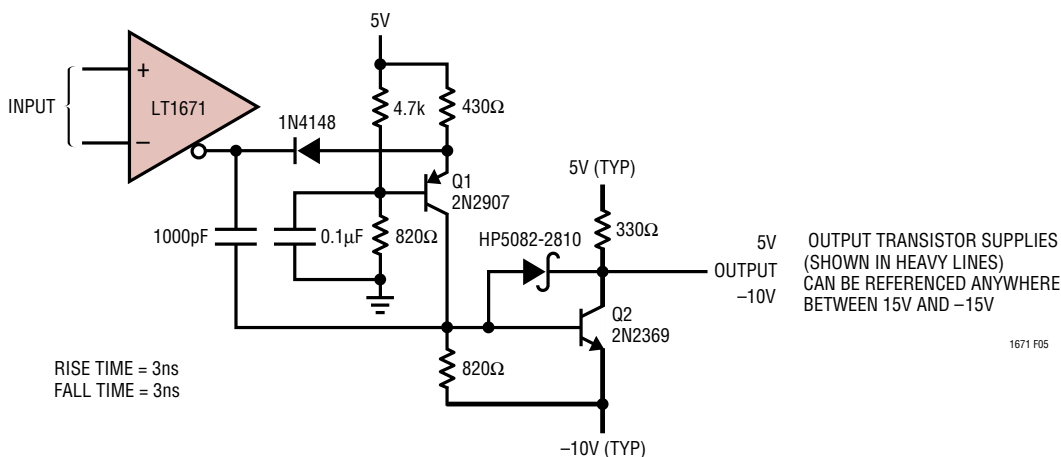 5V
+
INPUT
LT1671
−
1N4148
4.7k
430Ω
Q1
2N2907
1000pF
0.1µF
820Ω
HP5082-2810
5V (TYP)
330Ω
5V
OUTPUT
–10V
OUTPUT TRANSISTOR SUPPLIES
(SHOWN IN HEAVY LINES)
CAN BE REFERENCED ANYWHERE
BETWEEN 15V AND –15V
Q2
2N2369
1671 F05
820Ω
RISE TIME = 3ns
FALL TIME = 3ns
–10V (TYP)